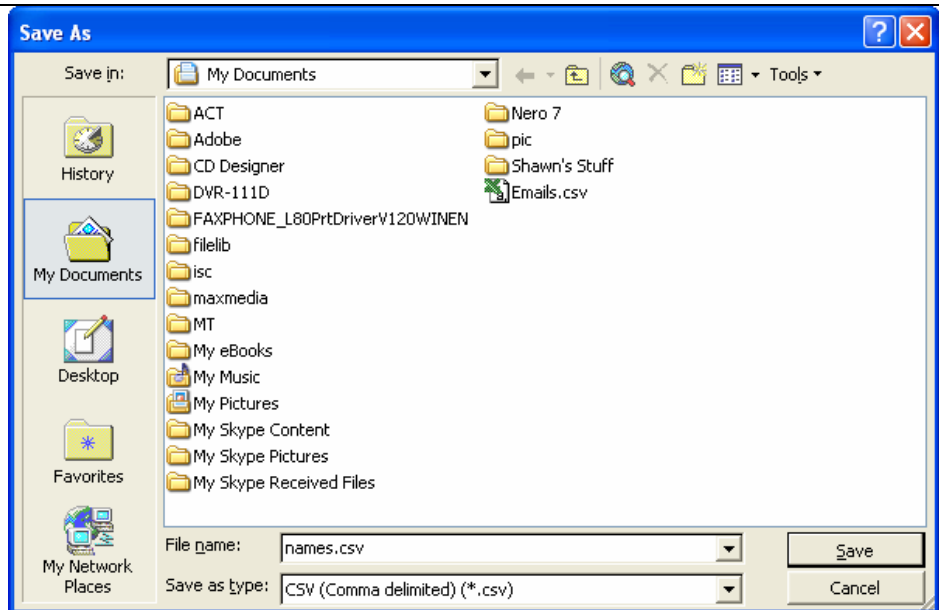 Save As
Save in:
My Documents
Tools
History
My Documents
Desktop
Favorites
My Network
Places
ACT
Adobe
CD Designer
DVR-111D
FAXPHONE_L80PrtDriverV120WINEN
filelib
isc
maxmedia
MT
My eBooks
My Music
My Pictures
My Skype Content
My Skype Pictures
My Skype Received Files
Nero 7
pic
Shawn's Stuff
Emails.csv
File name:
names.csv
Save
Save as type:
CSV (Comma delimited) (*.csv)
Cancel